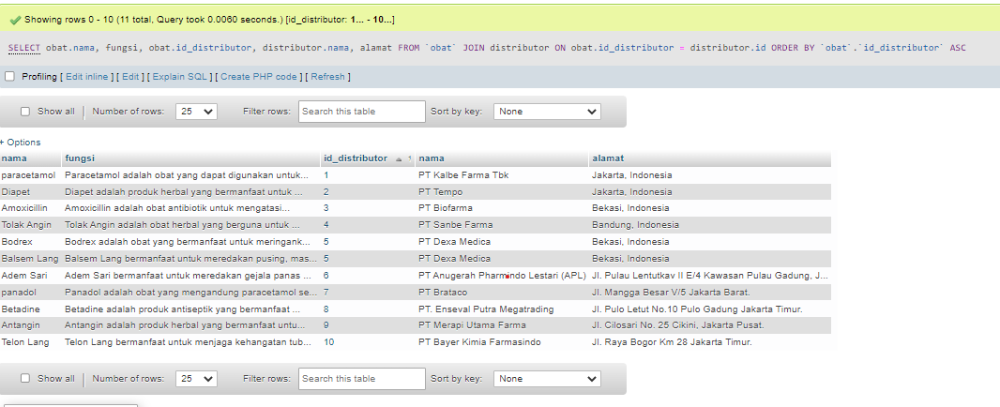 Showing rows 0 - 10 (11 total, Query took 0.0060 seconds.) [id_distributor: 1... - 10...]
SELECT obat.nama, fungsi, obat.id_distributor, distributor.nama, alamat FROM `obat` JOIN distributor ON obat.id_distributor = distributor.id ORDER BY `obat`.`id_distributor` ASC
Profiling [ Edit inline ] [ Edit ] [ Explain SQL ] [ Create PHP code ] [ Refresh ]
Show all | Number of rows: 25 Filter rows: Search this table Sort by key: None
+ Options
nama fungsi id_distributor 1 nama alamat
paracetamol Paracetamol adalah obat yang dapat digunakan untuk... 1 PT Kalbe Farma Tbk Jakarta, Indonesia
Diapet Diapet adalah produk herbal yang bermanfaat untuk ... 2 PT Tempo Jakarta, Indonesia
Amoxicillin Amoxicillin adalah obat antibiotik untuk mengatasi... 3 PT Biofarma Bekasi, Indonesia
Tolak Angin Tolak Angin adalah obat herbal yang berguna untuk ... 4 PT Sanbe Farma Bandung, Indonesia
Bodrex Bodrex adalah obat yang bermanfaat untuk meringank... 5 PT Dexa Medica Bekasi, Indonesia
Balsem Lang Balsem Lang bermanfaat untuk meredakan pusing, mas... 5 PT Dexa Medica Bekasi, Indonesia
Adem Sari Adem Sari bermanfaat untuk meredakan gejala panas ... 6 PT Anugerah Pharmindo Lestari (APL) Jl. Pulau Lentutkav II E/4 Kawasan Pulau Gadung, J...
panadol Panadol adalah obat yang mengandung paracetamol se... 7 PT Brataco Jl. Mangga Besar V/5 Jakarta Barat.
Betadine Betadine adalah produk antiseptik yang bermanfaat ... 8 PT. Enseval Putra Megatrading Jl. Pulo Letut No.10 Pulo Gadung Jakarta Timur.
Antangin Antangin adalah produk herbal yang bermanfaat untu... 9 PT Merapi Utama Farma Jl. Cilosari No. 25 Cikini, Jakarta Pusat.
Telon Lang Telon Lang bermanfaat untuk menjaga kehangatan tub... 10 PT Bayer Kimia Farmasindo Jl. Raya Bogor Km 28 Jakarta Timur.
Show all | Number of rows: 25 Filter rows: Search this table Sort by key: None